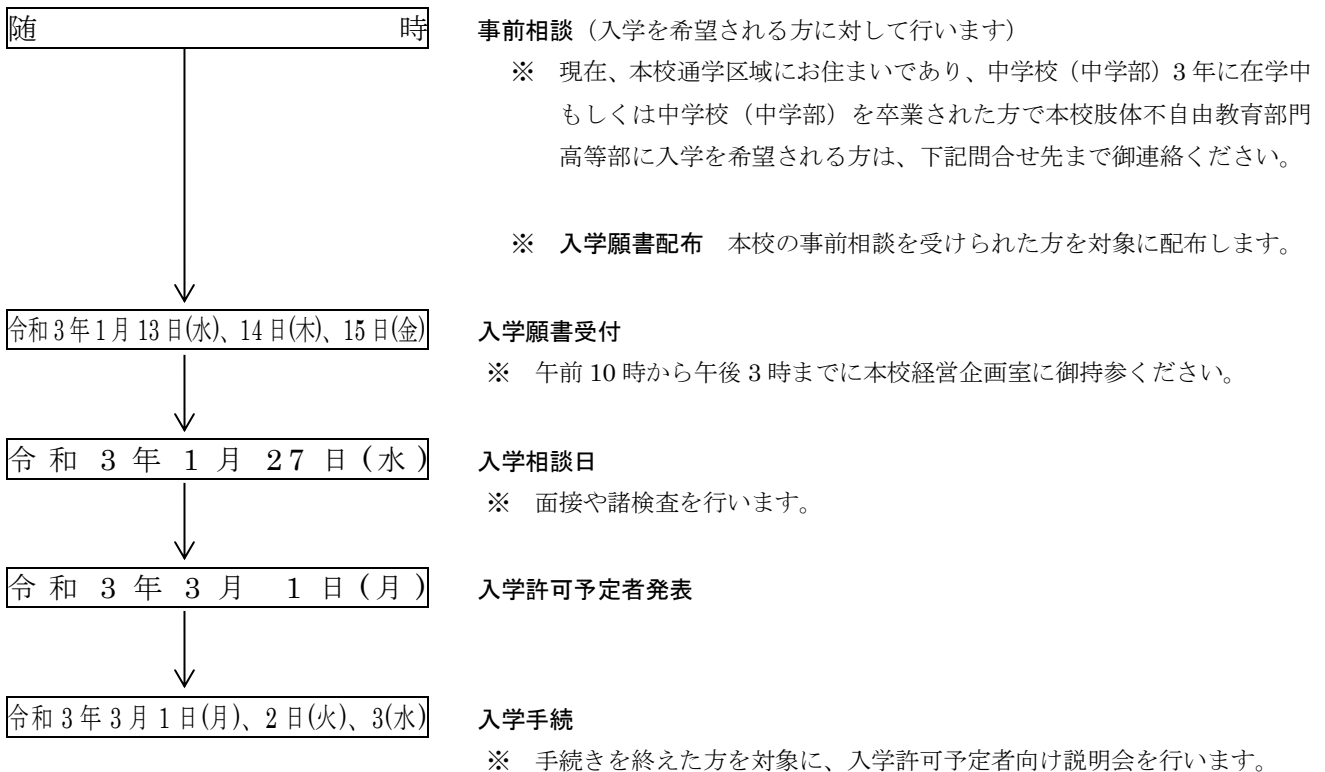 随 時 事前相談（入学を希望される方に対して行います）
※ 現在、本校通学区域にお住まいであり、中学校（中学部）3年に在学中
もしくは中学校（中学部）を卒業された方で本校肢体不自由教育部門
高等部に入学を希望される方は、下記問合せ先まで御連絡ください。
※ 入学願書配布 本校の事前相談を受けられた方を対象に配布します。
令和3年1月13日(水)、14日(木)、15日(金) 入学願書受付
※ 午前10時から午後3時までに本校経営企画室に御持参ください。
令和3年1月27日(水) 入学相談日
※ 面接や諸検査を行います。
令和3年3月 1日(月) 入学許可予定者発表
令和3年3月1日(月)、2日(火)、3(水) 入学手続
※ 手続きを終えた方を対象に、入学許可予定者向け説明会を行います。